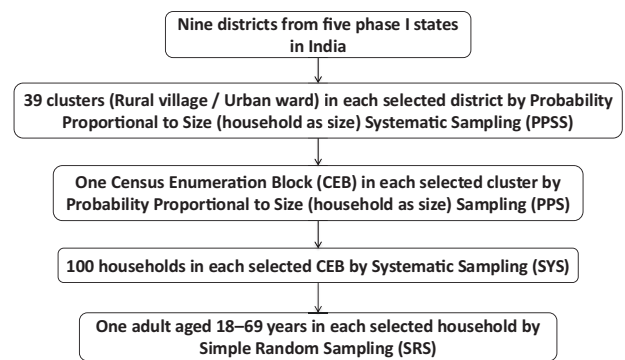 Nine districts from five phase I states
in India
39 clusters (Rural village / Urban ward) in each selected district by Probability
Proportional to Size (household as size) Systematic Sampling (PPSS)
One Census Enumeration Block (CEB) in each selected cluster by
Probability Proportional to Size (household as size) Sampling (PPS)
100 households in each selected CEB by Systematic Sampling (SYS)
One adult aged 18–69 years in each selected household by
Simple Random Sampling (SRS)